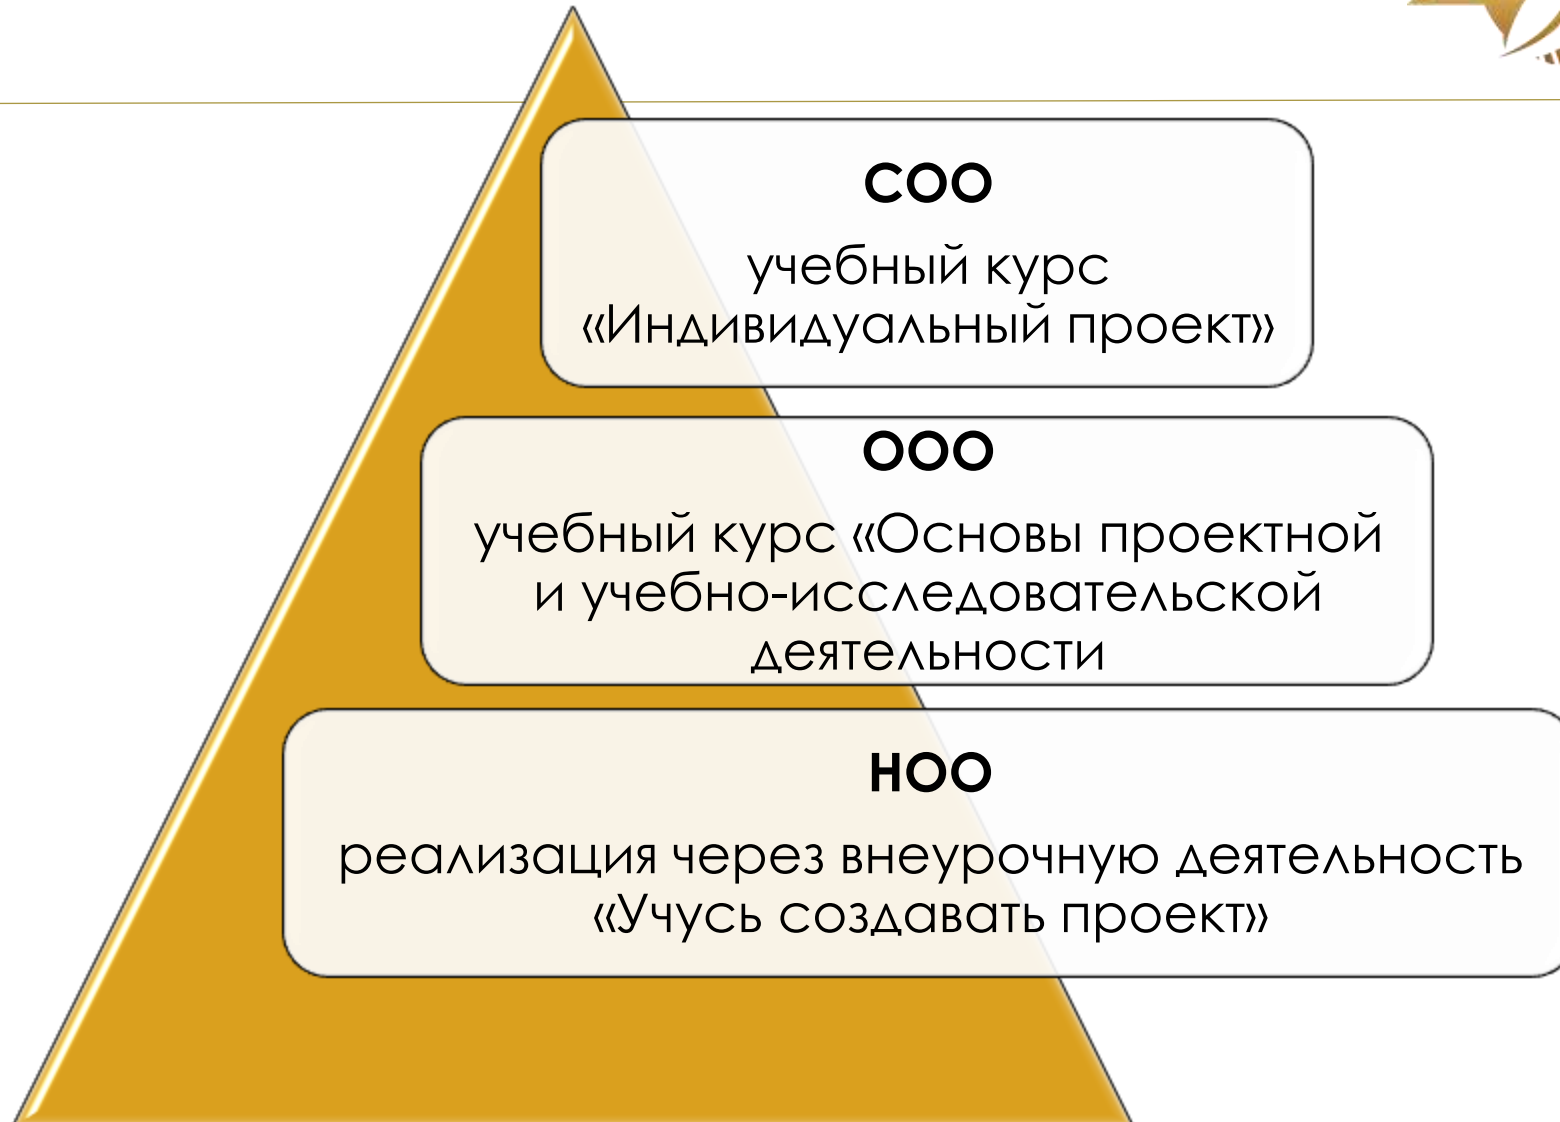 СОО
учебный курс
«Индивидуальный проект»
ООО
учебный курс «Основы проектной
и учебно-исследовательской
деятельности
НОО
реализация через внеурочную деятельность
«Учусь создавать проект»